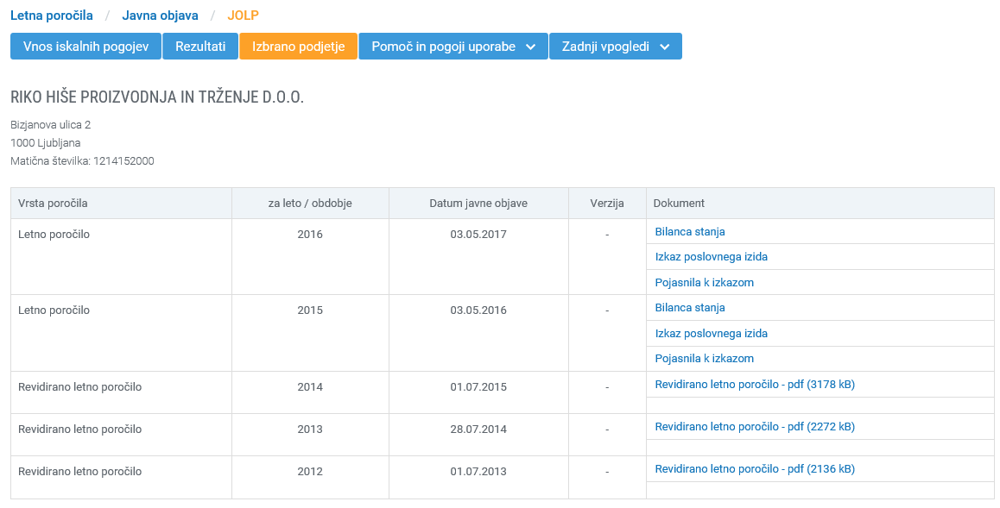 Letna poročila / Javna objava / JOLP
Vnos iskalnih pogojev Rezultati Izbrano podjetje Pomoč in pogoji uporabe Zadnji vpogledi
RIKO HIŠE PROIZVODNJA IN TRŽENJE D.O.O.
Bizjanova ulica 2
1000 Ljubljana
Matična številka: 1214152000
Vrsta poročila za leto / obdobje Datum javne objave Verzija Dokument
Letno poročilo 2016 03.05.2017 - Bilanca stanja
Izkaz poslovnega izida
Pojasnila k izkazom
Letno poročilo 2015 03.05.2016 - Bilanca stanja
Izkaz poslovnega izida
Pojasnila k izkazom
Revidirano letno poročilo 2014 01.07.2015 - Revidirano letno poročilo - pdf (3178 kB)
Revidirano letno poročilo 2013 28.07.2014 - Revidirano letno poročilo - pdf (2272 kB)
Revidirano letno poročilo 2012 01.07.2013 - Revidirano letno poročilo - pdf (2136 kB)